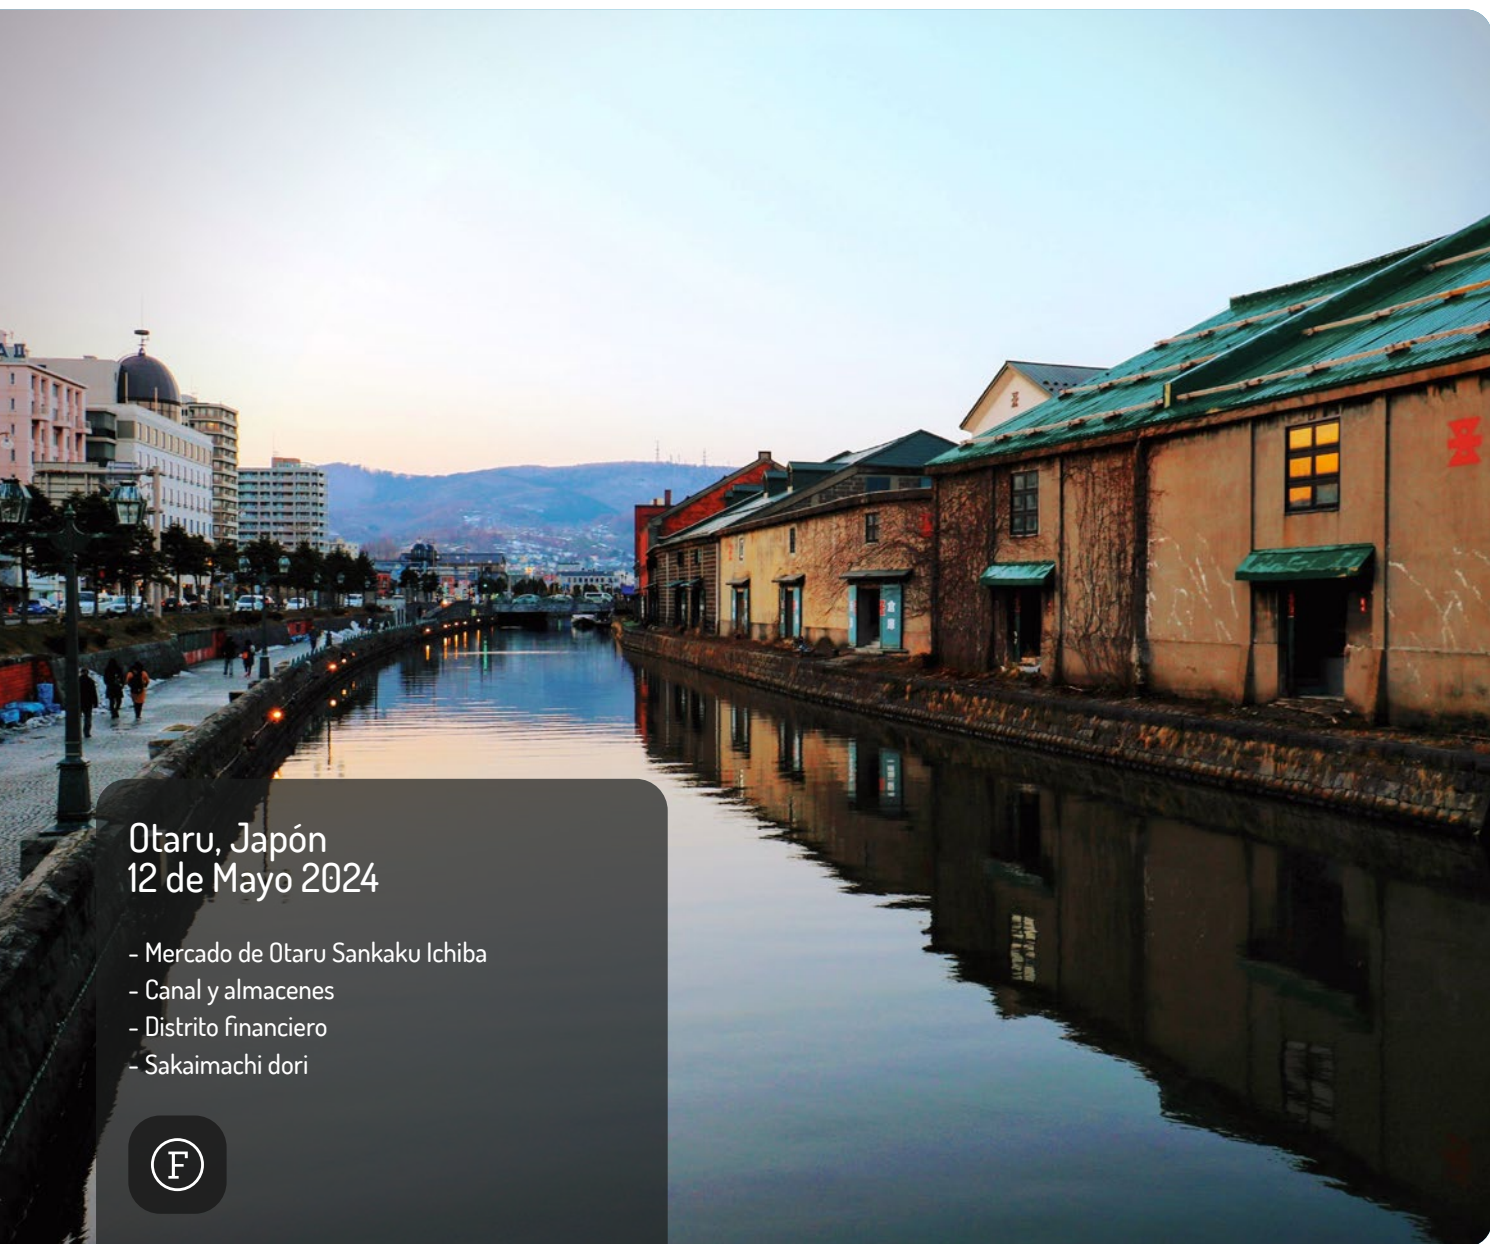 Otaru, Japón
12 de Mayo 2024
- Mercado de Otaru Sankaku Ichiba
- Canal y almacenes
- Distrito financiero
- Sakaimachi dori
F